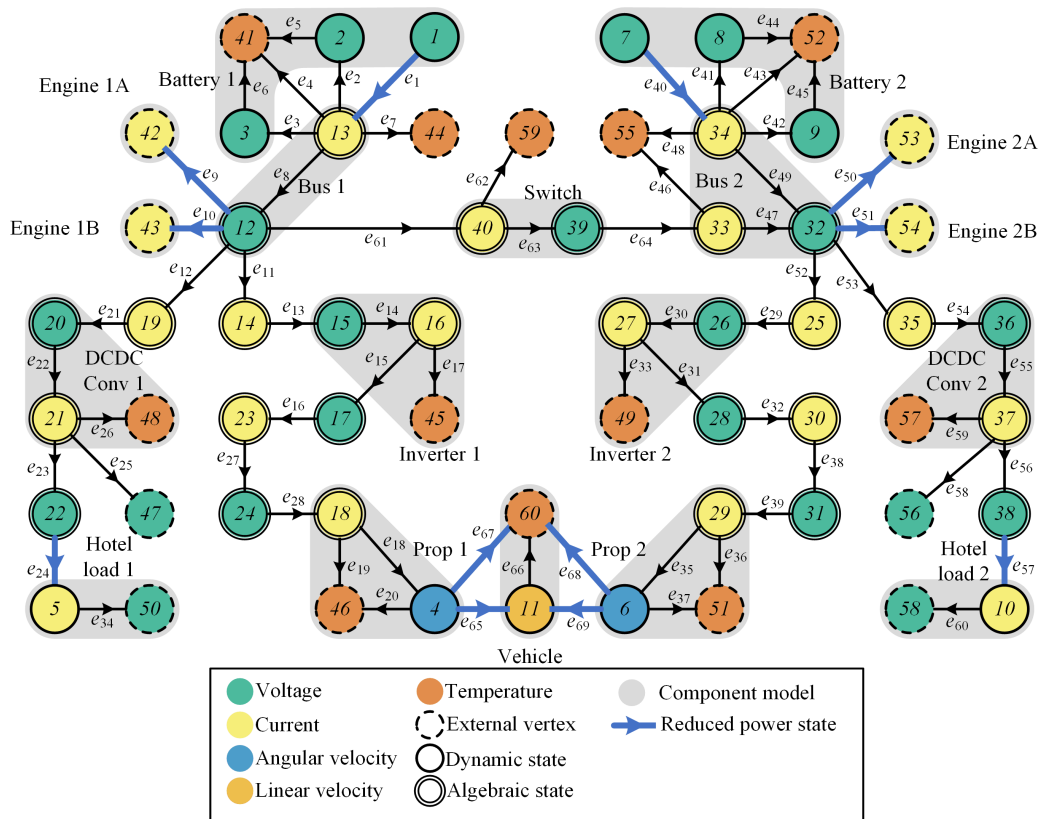 41 e5 2 1 7 8 e44 52
Engine 1A Battery 1 e6 e4 e2 e1 e40 e41 e43 e45 Battery 2
42 3 e3 13 e7 44 59 55 e48 34 e42 9 53 Engine 2A
e9 e8 Bus 1 e62 Switch e46 Bus 2 e49 e50
Engine 1B 43 e10 12 e61 40 e63 39 e64 33 e47 32 e51 54 Engine 2B
e12 e11 e52 e53
20 e21 19 14 e13 15 e14 16 27 e30 26 e29 25 35 e54 36
e22 DCDC e15 e17 e33 e31 DCDC e55
Conv 1 Conv 2
21 e26 48 23 e16 17 45 49 28 e32 30 57 e59 37
e23 e25 e27 Inverter 1 Inverter 2 e38 e58 e56
22 47 24 e28 18 60 29 e39 31 56 38
e24 Hotel e19 e18 Prop 1 e67 e66 e68 Prop 2 e35 e36 Hotel e57
load 1 load 2
5 e34 50 46 e20 4 e65 11 e69 6 e37 51 58 e60 10
Vehicle
Voltage Temperature Component model
Current External vertex Reduced power state
Angular velocity Dynamic state
Linear velocity Algebraic state